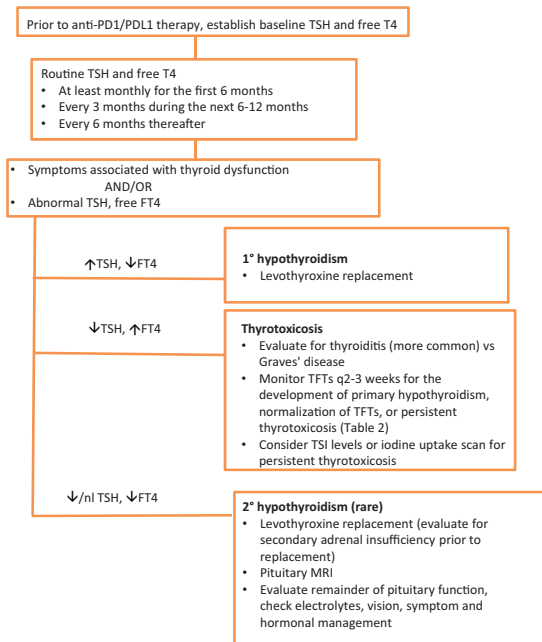 Prior to anti-PD1/PDL1 therapy, establish baseline TSH and free T4
Routine TSH and free T4
• At least monthly for the first 6 months
• Every 3 months during the next 6-12 months
• Every 6 months thereafter
• Symptoms associated with thyroid dysfunction
AND/OR
• Abnormal TSH, free FT4
↑TSH, ↓FT4
1° hypothyroidism
• Levothyroxine replacement
↓TSH, ↑FT4
Thyrotoxicosis
• Evaluate for thyroiditis (more common) vs
Graves' disease
• Monitor TFTs q2-3 weeks for the
development of primary hypothyroidism,
normalization of TFTs, or persistent
thyrotoxicosis (Table 2)
• Consider TSI levels or iodine uptake scan for
persistent thyrotoxicosis
↓/nl TSH, ↓FT4
2° hypothyroidism (rare)
• Levothyroxine replacement (evaluate for
secondary adrenal insufficiency prior to
replacement)
• Pituitary MRI
• Evaluate remainder of pituitary function,
check electrolytes, vision, symptom and
hormonal management